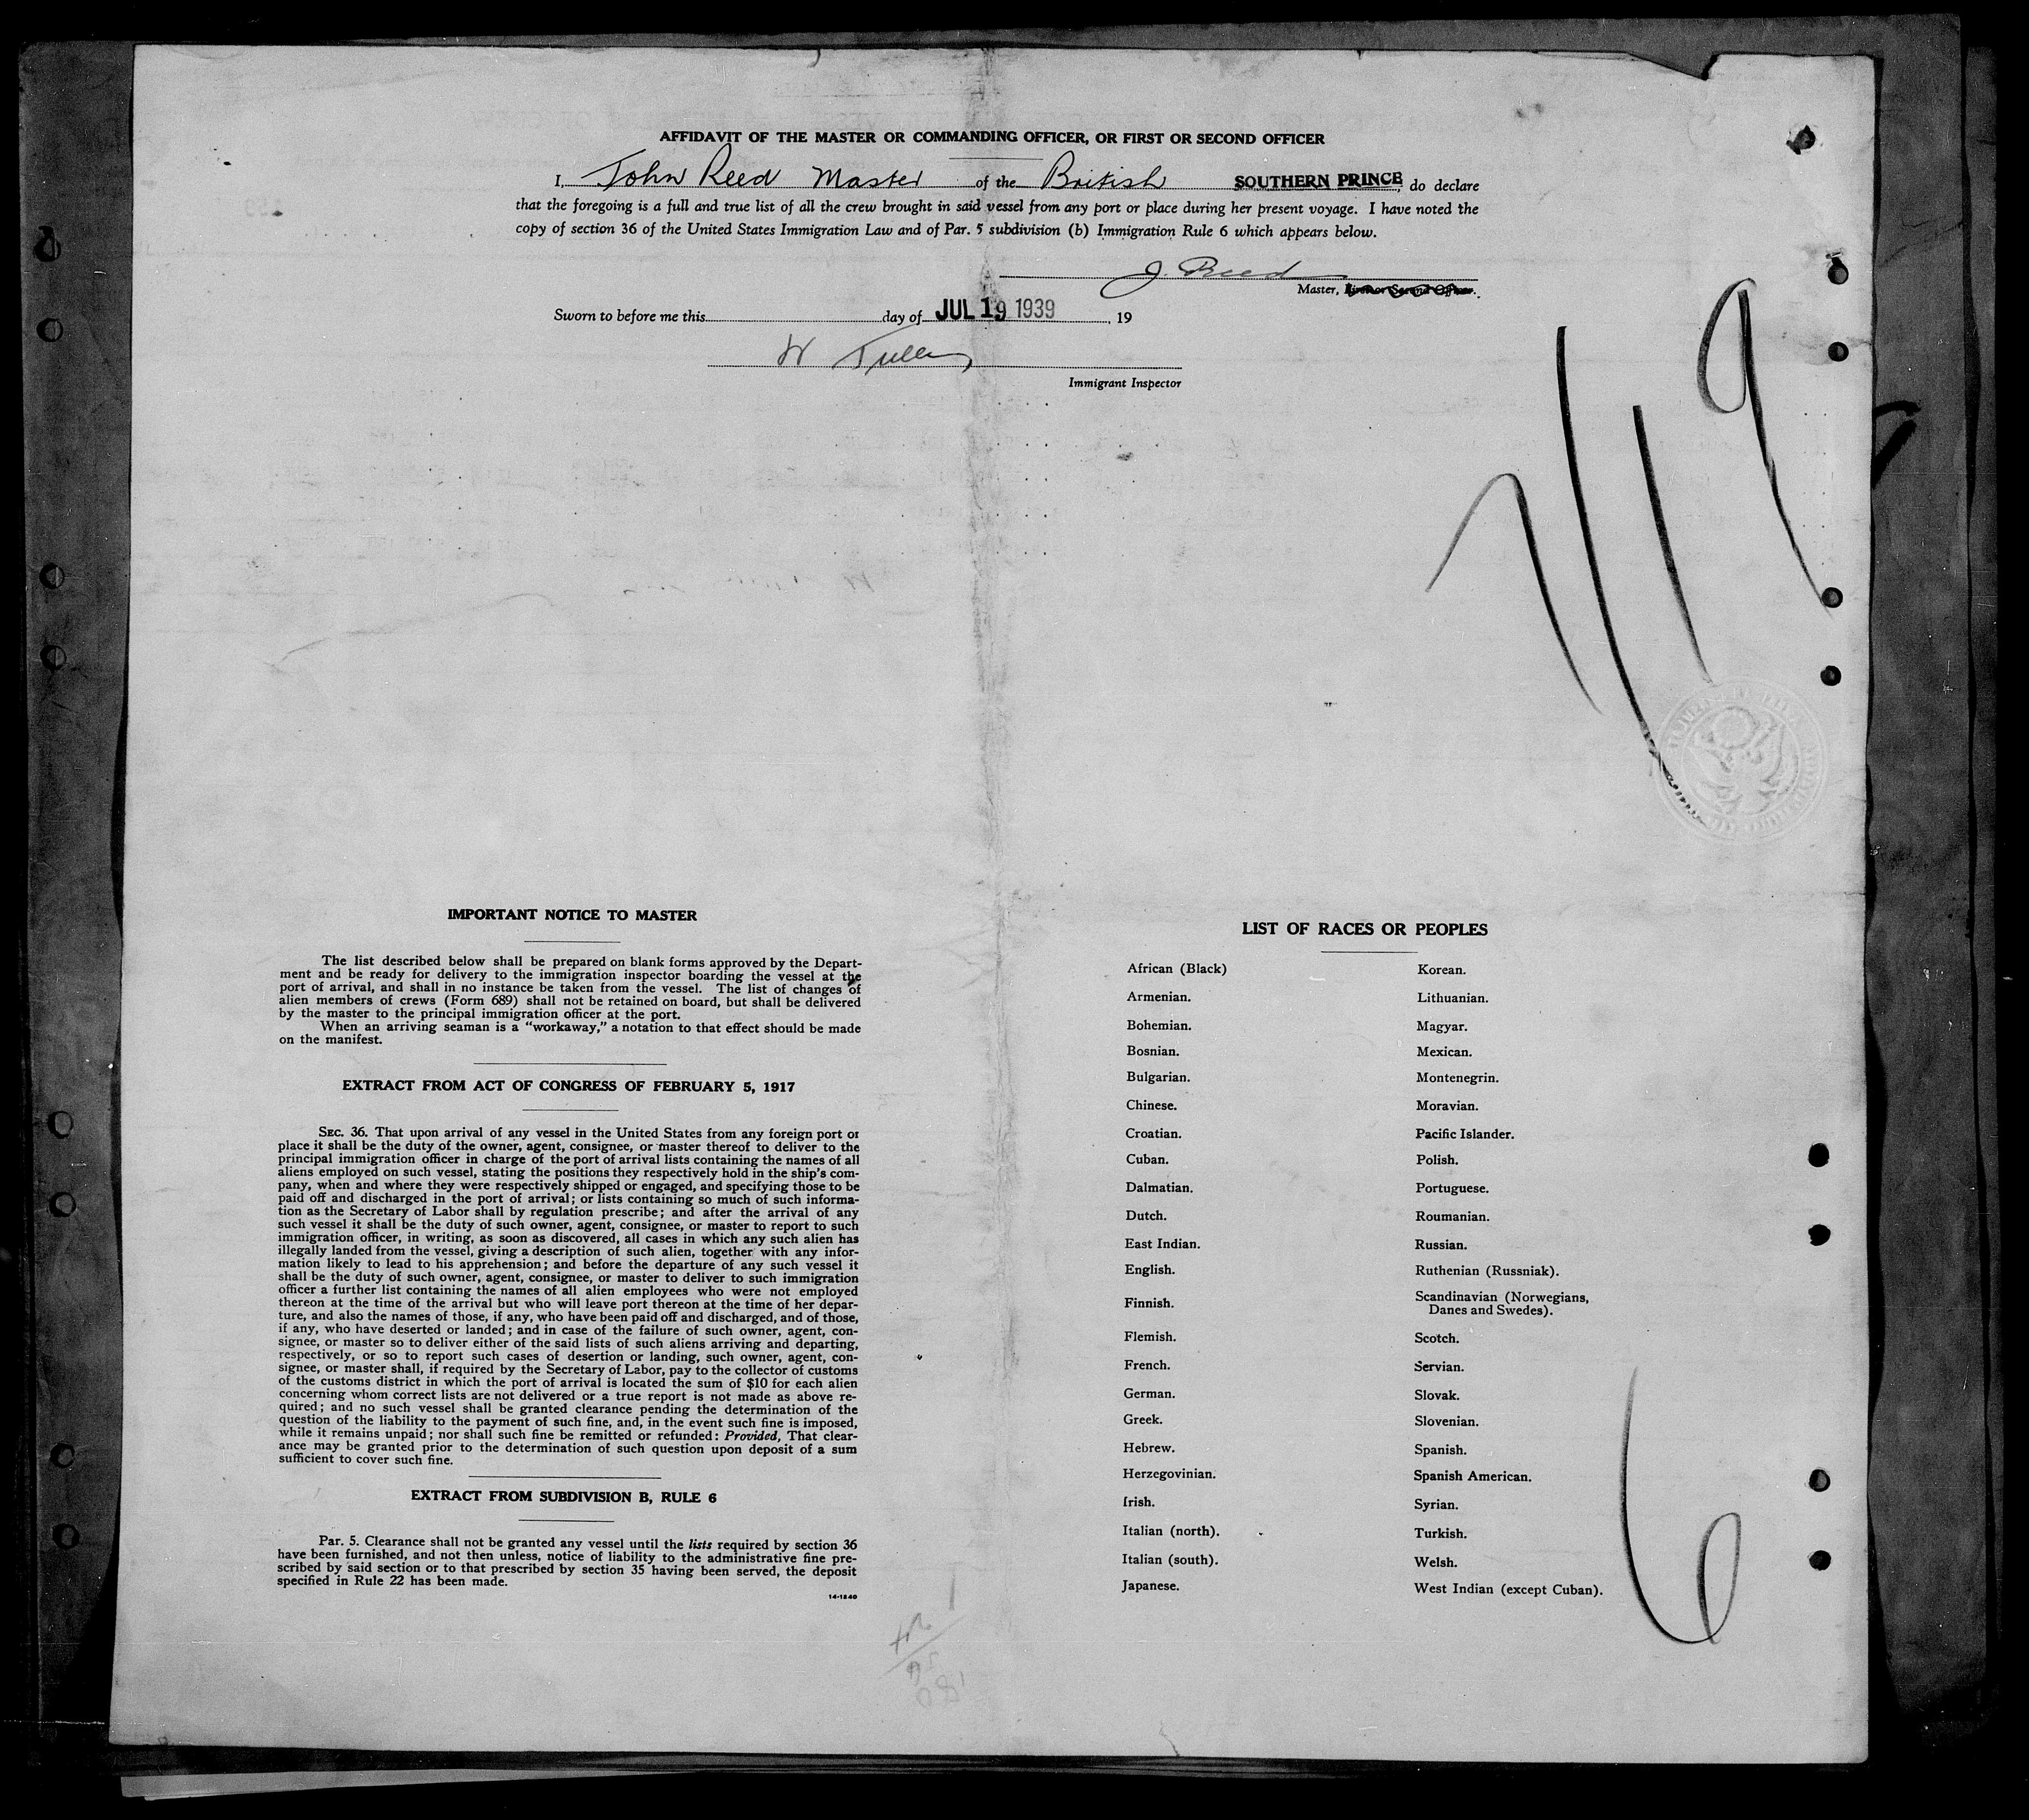 AFFIDAVIT OF THE MASTER OR COMMANDING OFFICER, OR FIRST OR SECOND OFFICER
I, John Reed Master of the British SOUTHERN PRINCE, do declare
that the foregoing is a full and true list of all the crew brought in said vessel from any port or place during her present voyage. I have noted the
copy of section 36 of the United States Immigration Law and of Par. 5 subdivision (b) Immigration Rule 6 which appears below.
J. Reed
Master, First or Second Officer.
Sworn to before me this day of JUL 19 1939, 19
W
Immigrant Inspector
9
6
IMPORTANT NOTICE TO MASTER
The list described below shall be prepared on blank forms approved by the Depart-
ment and be ready for delivery to the immigration inspector boarding the vessel at the
port of arrival, and shall in no instance be taken from the vessel. The list of changes of
alien members of crews (Form 689) shall not be retained on board, but shall be delivered
by the master to the principal immigration officer at the port.
When an arriving seaman is a "workaway," a notation to that effect should be made
on the manifest.
EXTRACT FROM ACT OF CONGRESS OF FEBRUARY 5, 1917
SEC. 36. That upon arrival of any vessel in the United States from any foreign port or
place it shall be the duty of the owner, agent, consignee, or master thereof to deliver to the
principal immigration officer in charge of the port of arrival lists containing the names of all
aliens employed on such vessel, stating the positions they respectively hold in the ship's com-
pany, when and where they were respectively shipped or engaged, and specifying those to be
paid off and discharged in the port of arrival; or lists containing so much of such informa-
tion as the Secretary of Labor shall by regulation prescribe; and after the arrival of any
such vessel it shall be the duty of such owner, agent, consignee, or master to report to such
immigration officer, in writing, as soon as discovered, all cases in which any such alien has
illegally landed from the vessel, giving a description of such alien, together with any infor-
mation likely to lead to his apprehension; and before the departure of any such vessel it
shall be the duty of such owner, agent, consignee, or master to deliver to such immigration
officer a further list containing the names of all alien employees who were not employed
thereon at the time of the arrival but who will leave port thereon at the time of her depar-
ture, and also the names of those, if any, who have been paid off and discharged, and of those,
if any, who have deserted or landed; and in case of the failure of such owner, agent, con-
signee, or master so to deliver either of the said lists of such aliens arriving and departing,
respectively, or so to report such cases of desertion or landing, such owner, agent, con-
signee, or master shall, if required by the Secretary of Labor, pay to the collector of customs
of the customs district in which the port of arrival is located the sum of $10 for each alien
concerning whom correct lists are not delivered or a true report is not made as above re-
quired; and no such vessel shall be granted clearance pending the determination of the
question of the liability to the payment of such fine, and, in the event such fine is imposed,
while it remains unpaid; nor shall such fine be remitted or refunded: Provided, That clear-
ance may be granted prior to the determination of such question upon deposit of a sum
sufficient to cover such fine.
EXTRACT FROM SUBDIVISION B, RULE 6
Par. 5. Clearance shall not be granted any vessel until the lists required by section 36
have been furnished, and not then unless, notice of liability to the administrative fine pre-
scribed by said section or to that prescribed by section 35 having been served, the deposit
specified in Rule 22 has been made.
14-1240
LIST OF RACES OR PEOPLES
African (Black)
Armenian.
Bohemian.
Bosnian.
Bulgarian.
Chinese.
Croatian.
Cuban.
Dalmatian.
Dutch.
East Indian.
English.
Finnish.
Flemish.
French.
German.
Greek.
Hebrew.
Herzegovinian.
Irish.
Italian (north).
Italian (south).
Japanese.
Korean.
Lithuanian.
Magyar.
Mexican.
Montenegrin.
Moravian.
Pacific Islander.
Polish.
Portuguese.
Roumanian.
Russian.
Ruthenian (Russniak).
Scandinavian (Norwegians,
Danes and Swedes).
Scotch.
Servian.
Slovak.
Slovenian.
Spanish.
Spanish American.
Syrian.
Turkish.
Welsh.
West Indian (except Cuban).